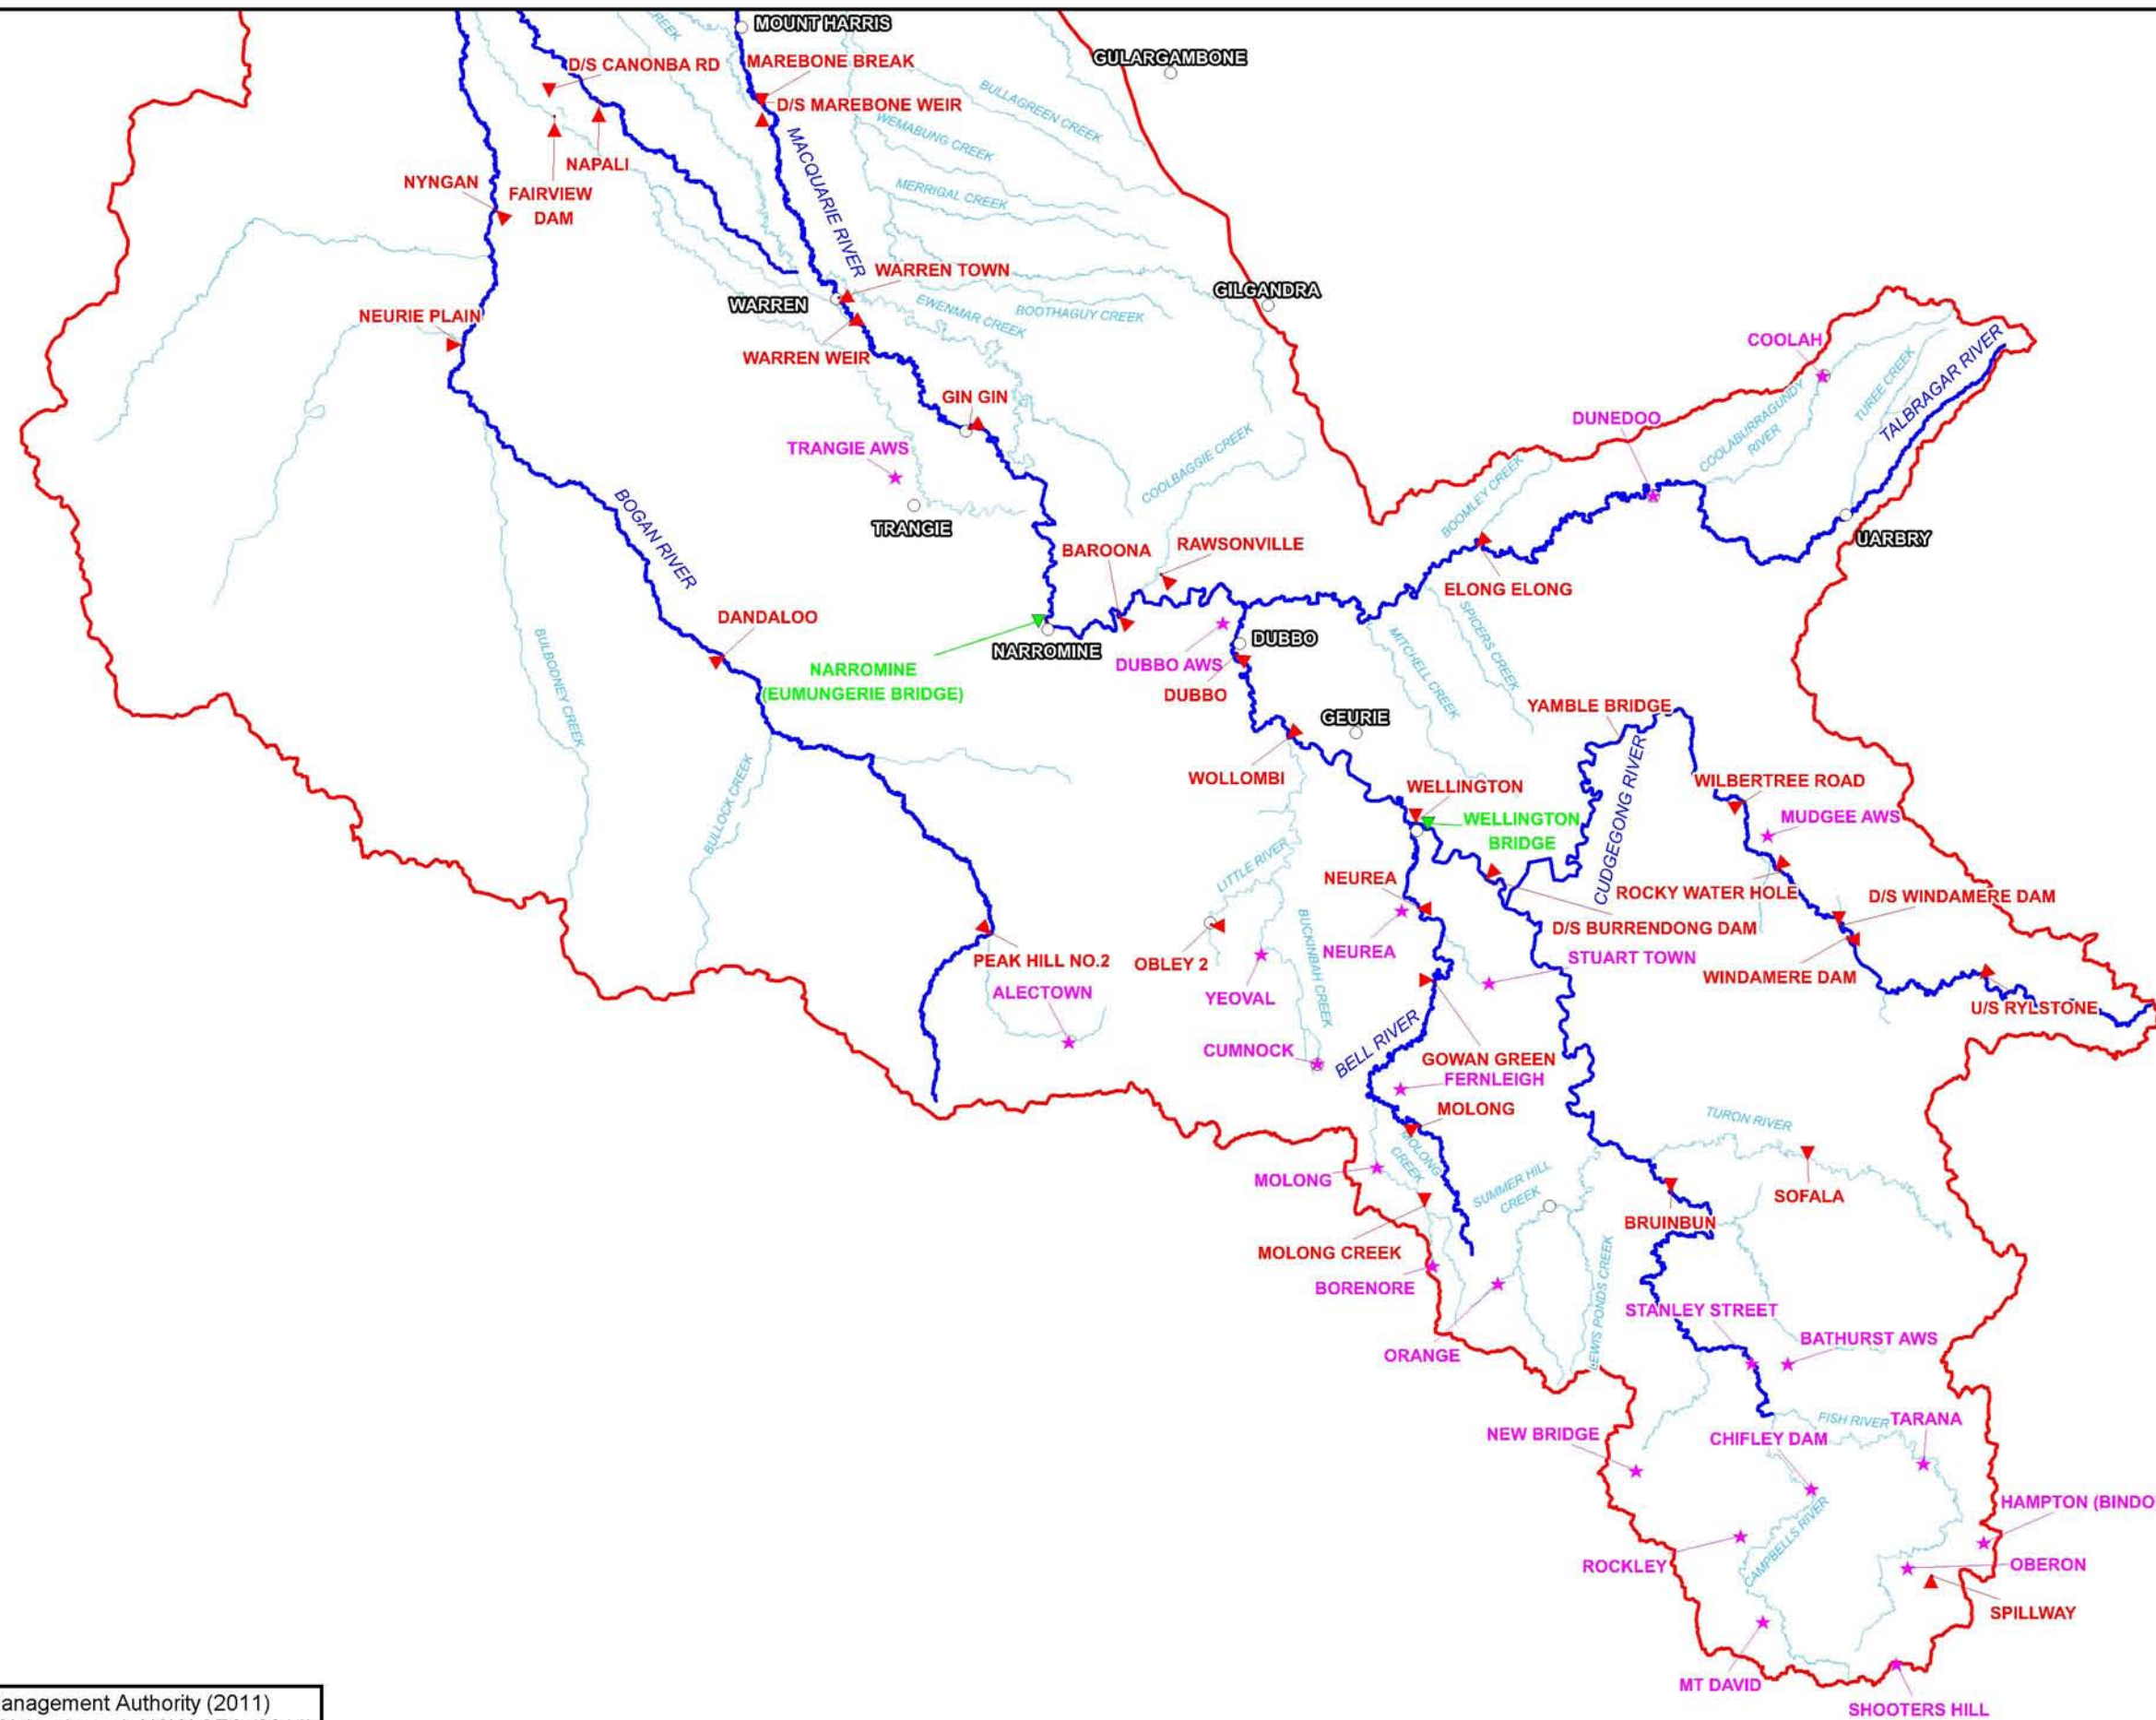 MOUNT HARRIS
CREEK
GULARGAMBONE
D/S CANONBA RD
MAREBONE BREAK
BULLAGREEN CREEK
D/S MAREBONE WEIR
WEMABUNG CREEK
MACQUARIE RIVER
NAPALI
NYNGAN
FAIRVIEW
DAM
MERRIGAL CREEK
WARREN TOWN
WARREN
GILGANDRA
EWENMAR CREEK
BOOTHAGUY CREEK
NEURIE PLAIN
WARREN WEIR
COOLAH
TALBRAGAR RIVER
TUREE CREEK
COOLABURRAGUNDY
RIVER
GIN GIN
DUNEDOO
TRANGIE AWS
COOLBAGGIE CREEK
BOOMLEY CREEK
TRANGIE
BOGAN RIVER
UARBRY
BAROONA
RAWSONVILLE
ELONG ELONG
DANDALOO
SPICERS CREEK
MITCHELL CREEK
NARROMINE
DUBBO
DUBBO AWS
NARROMINE
(EUMUNGERIE BRIDGE)
DUBBO
BULBODNEY CREEK
YAMBLE BRIDGE
GEURIE
WOLLOMBI
BULLOCK CREEK
CUDGEGONG RIVER
WELLINGTON
WILBERTREE ROAD
WELLINGTON
BRIDGE
MUDGEE AWS
LITTLE RIVER
NEUREA
ROCKY WATER HOLE
D/S WINDAMERE DAM
D/S BURRENDONG DAM
BUCKINBAH CREEK
NEUREA
STUART TOWN
PEAK HILL NO.2
OBLEY 2
WINDAMERE DAM
ALECTOWN
YEOVAL
U/S RYLSTONE
BELL RIVER
CUMNOCK
GOWAN GREEN
FERNLEIGH
MOLONG
TURON RIVER
MOLONG
CREEK
MOLONG
SUMMER HILL
CREEK
SOFALA
BRUINBUN
MOLONG CREEK
BORENORE
LEWIS PONDS CREEK
STANLEY STREET
BATHURST AWS
ORANGE
FISH RIVER
TARANA
NEW BRIDGE
CHIFLEY DAM
HAMPTON (BINDO
CAMPBELLS RIVER
ROCKLEY
OBERON
SPILLWAY
MT DAVID
SHOOTERS HILL
anagement Authority (2011)